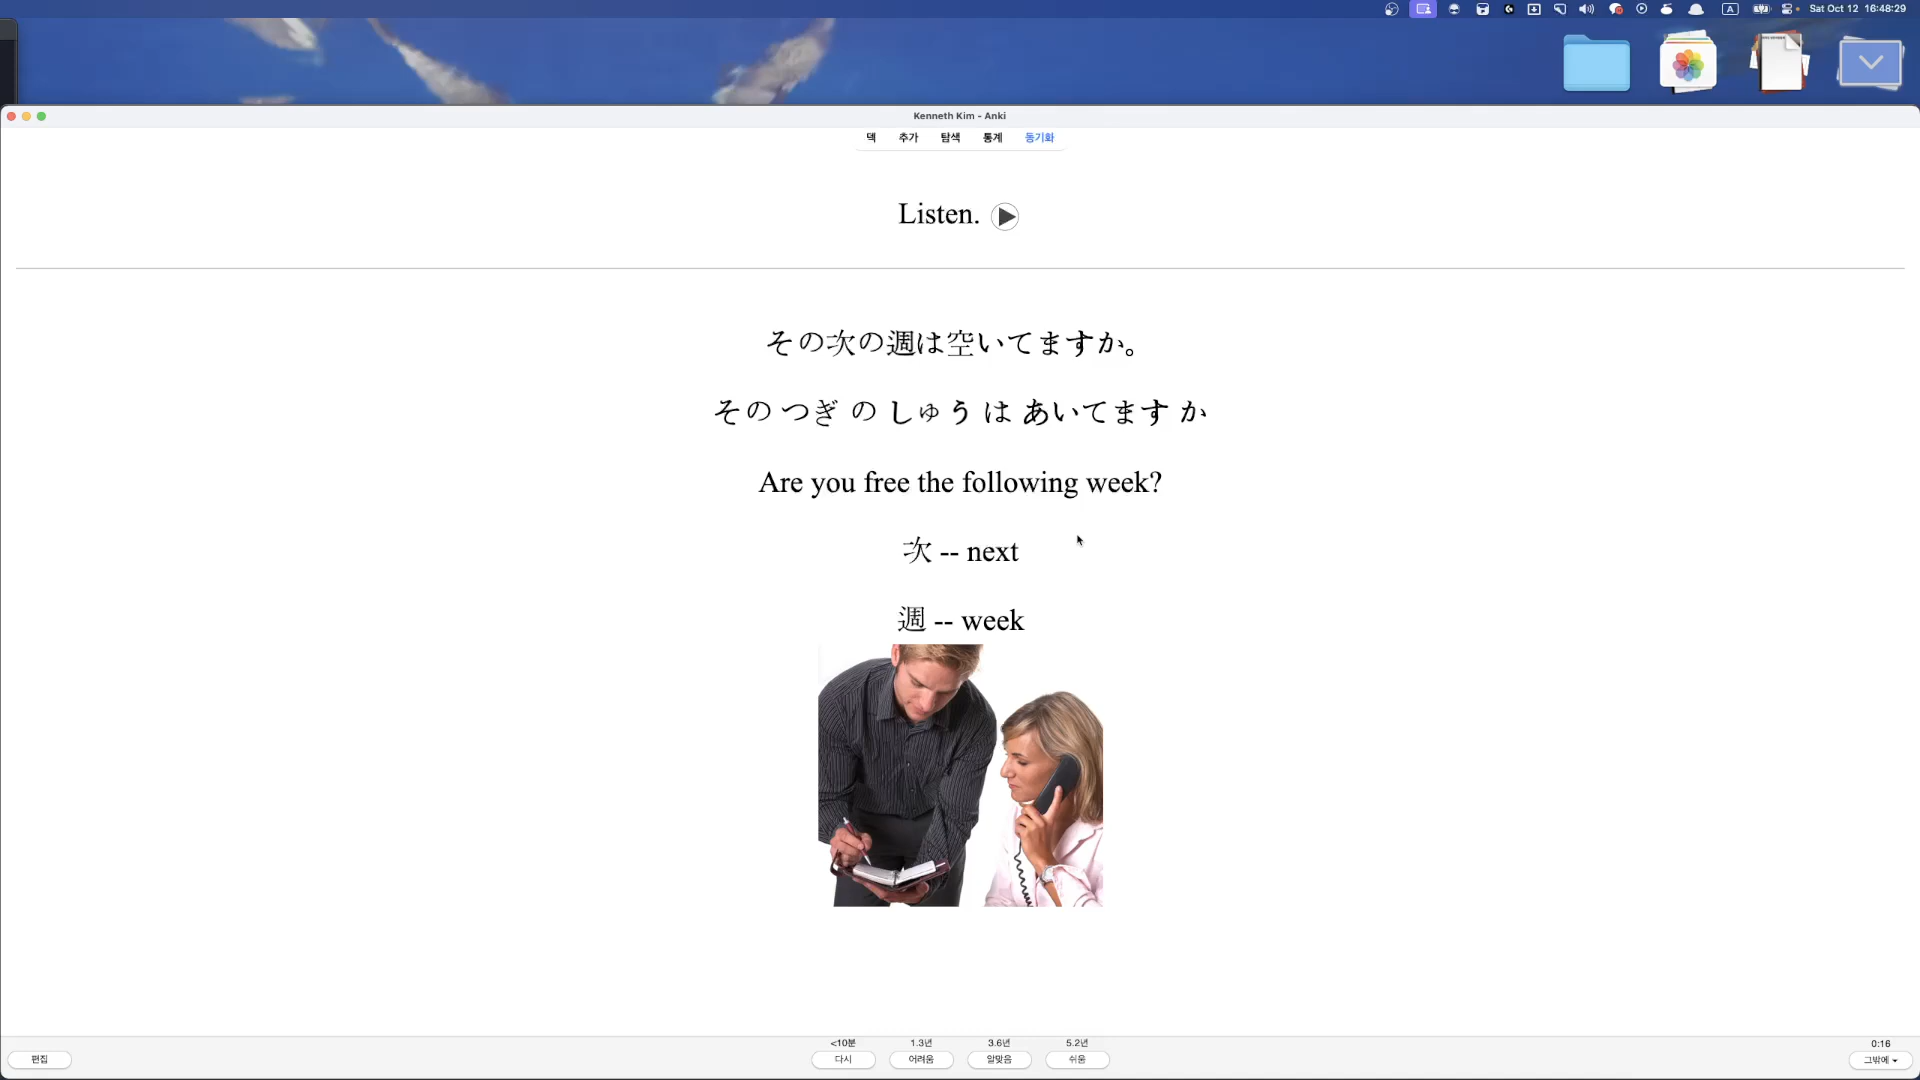 Sat Oct 12 16:48:29
Kenneth Kim - Anki
덱 추가 탐색 통계 동기화
Listen.
その次の週は空いてますか。
その つぎ の しゅう は あいてます か
Are you free the following week?
次 -- next
週 -- week
<10분 1.3년 3.6년 5.2년 0:16
편집 다시 어려움 알맞음 쉬움 그밖에